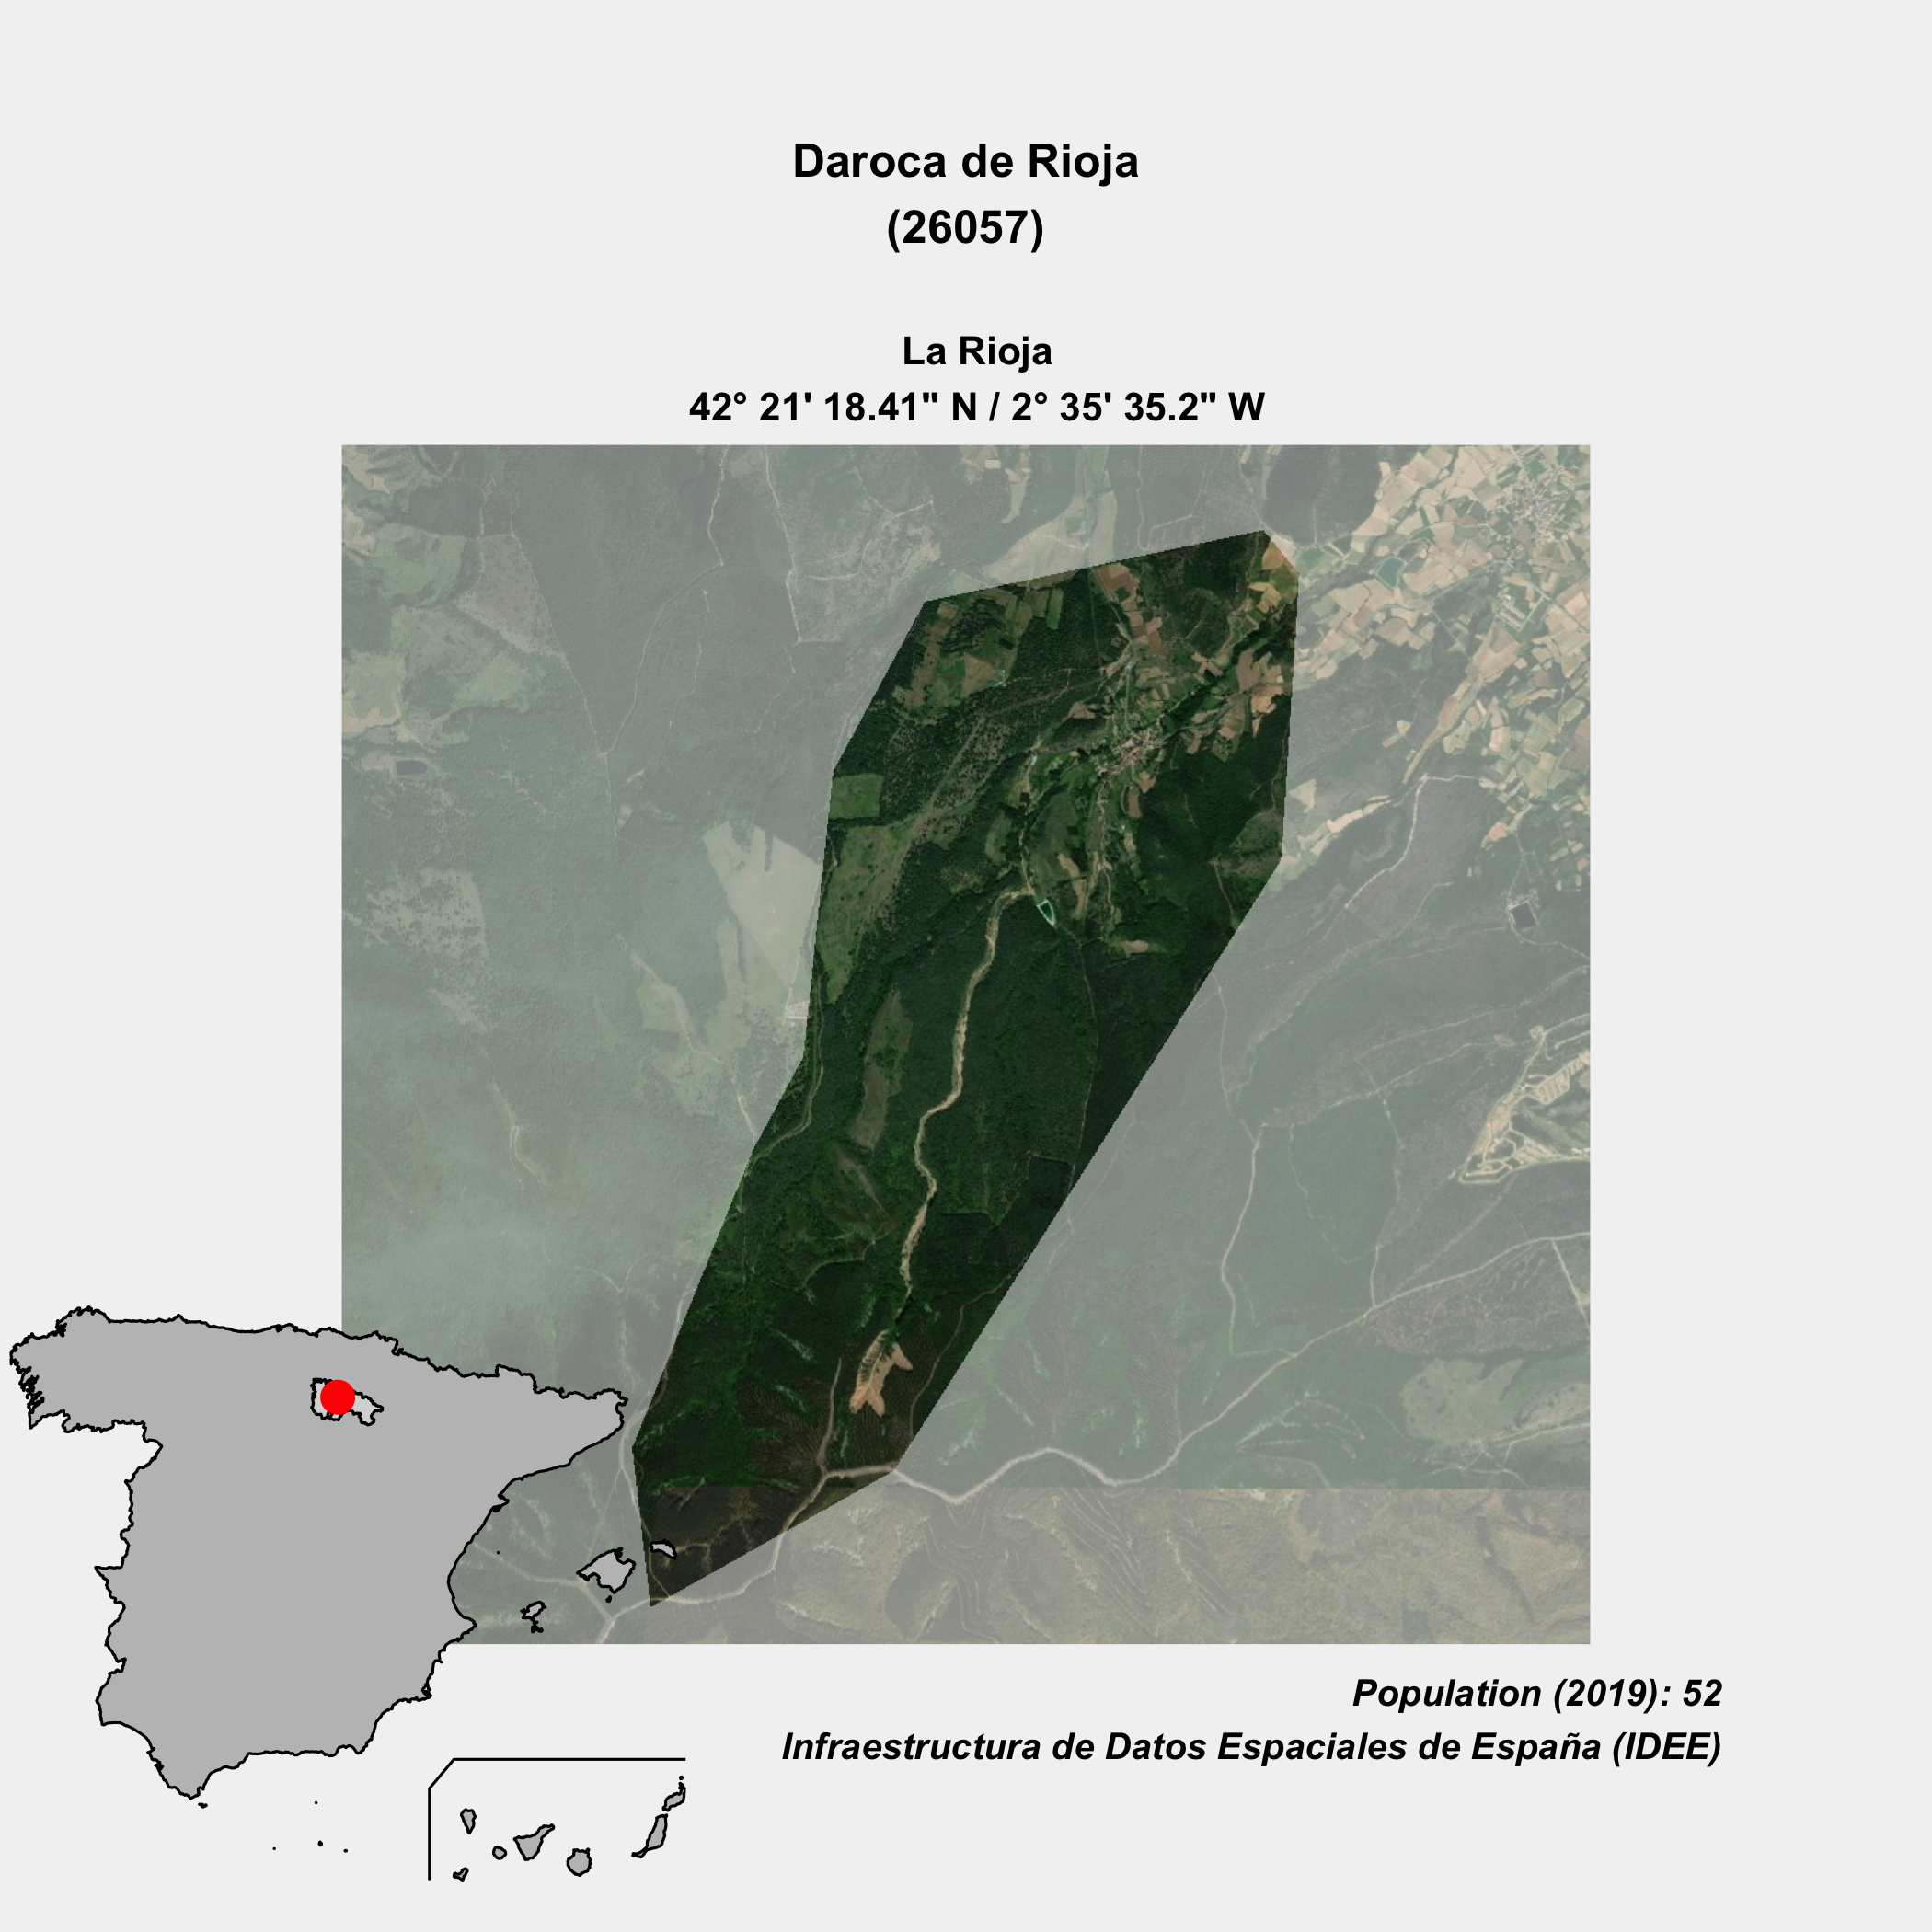 Daroca de Rioja
(26057)
La Rioja
42° 21' 18.41" N / 2° 35' 35.2" W
Population (2019): 52
Infraestructura de Datos Espaciales de España (IDEE)